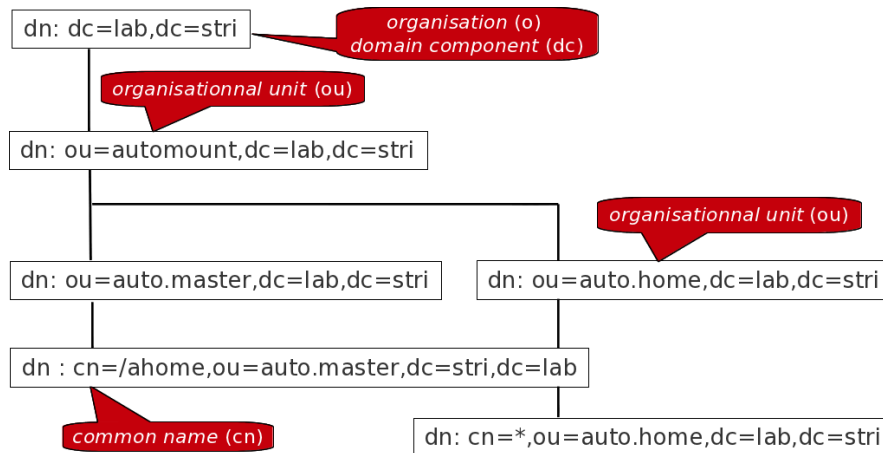 dn: dc=lab,dc=stri
organisation (o)
domain component (dc)
organisationnal unit (ou)
dn: ou=automount,dc=lab,dc=stri
organisationnal unit (ou)
dn: ou=auto.master,dc=lab,dc=stri
dn: ou=auto.home,dc=lab,dc=stri
dn : cn=/ahome,ou=auto.master,dc=stri,dc=lab
common name (cn)
dn: cn=*,ou=auto.home,dc=lab,dc=stri